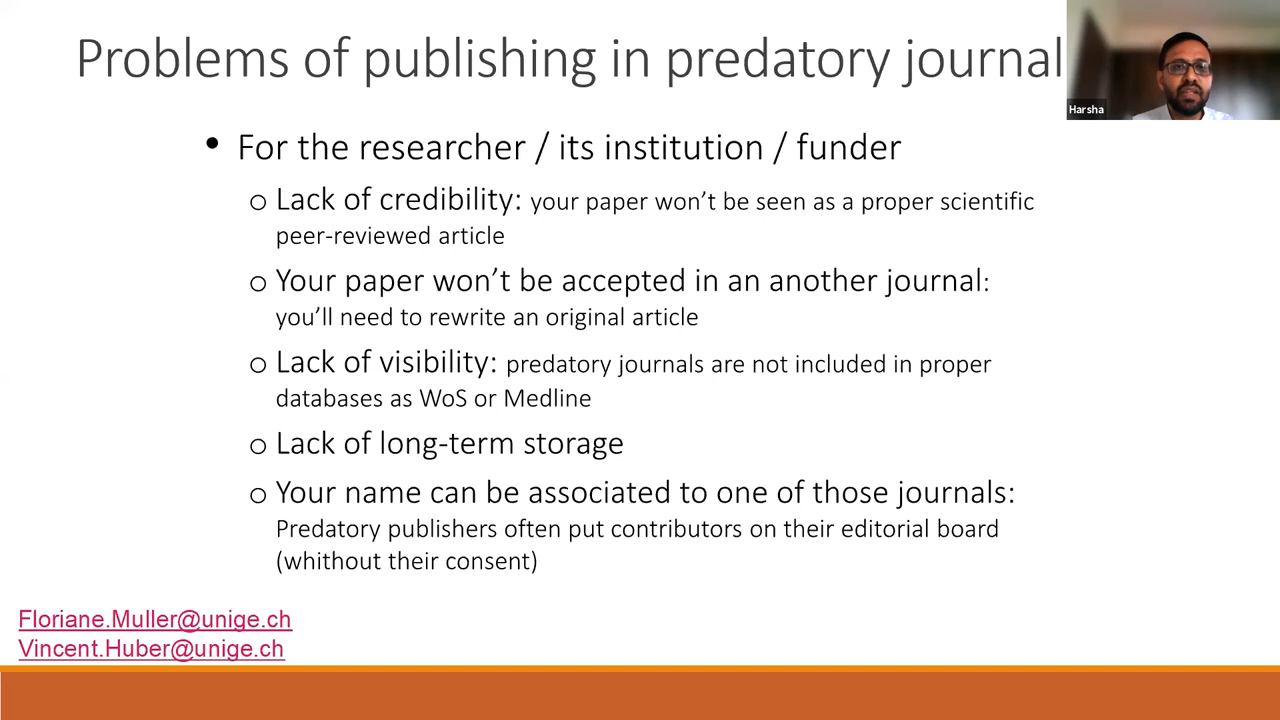 Problems of publishing in predatory journal
Harsha
• For the researcher / its institution / funder
o Lack of credibility: your paper won’t be seen as a proper scientific
peer-reviewed article
o Your paper won’t be accepted in an another journal:
you’ll need to rewrite an original article
o Lack of visibility: predatory journals are not included in proper
databases as WoS or Medline
o Lack of long-term storage
o Your name can be associated to one of those journals:
Predatory publishers often put contributors on their editorial board
(whithout their consent)
Floriane.Muller@unige.ch
Vincent.Huber@unige.ch